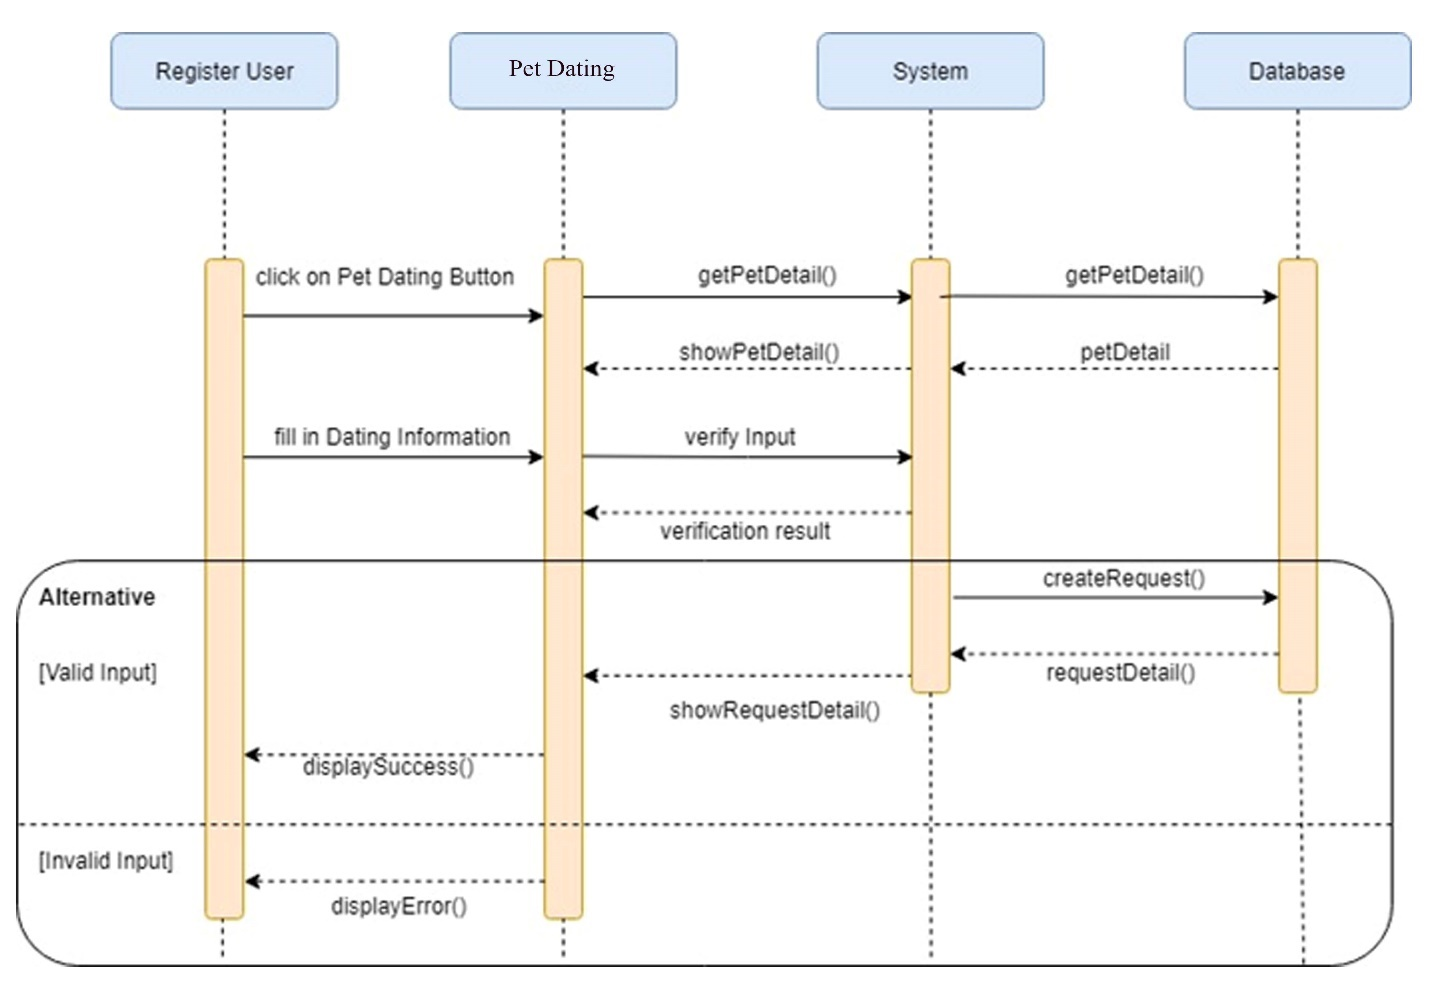 Register User
Pet Dating
System
Database
click on Pet Dating Button
getPetDetail()
getPetDetail()
showPetDetail()
petDetail
fill in Dating Information
verify Input
verification result
Alternative
createRequest()
[Valid Input]
requestDetail()
showRequestDetail()
displaySuccess()
[Invalid Input]
displayError()